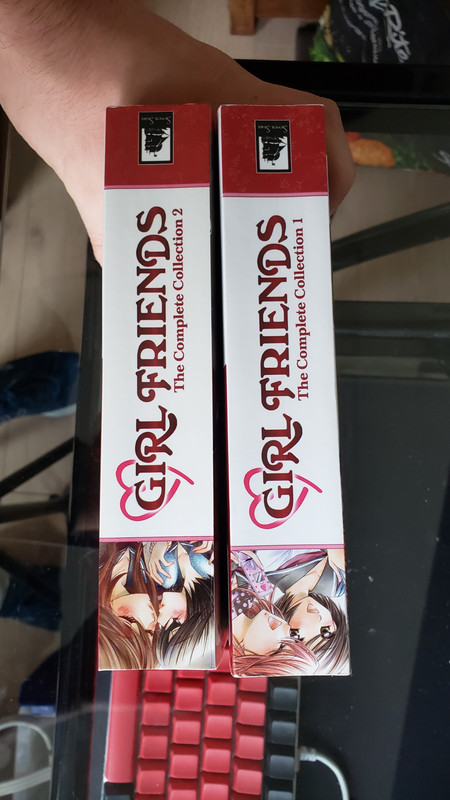 GIRL FRIENDS
The Complete Collection 2
GIRL FRIENDS
The Complete Collection 1